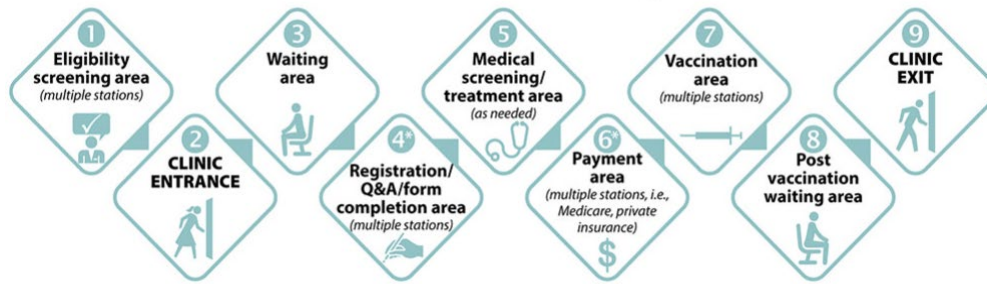 1
Eligibility
screening area
(multiple stations)
2
CLINIC
ENTRANCE
3
Waiting
area
4*
Registration/
Q&A/form
completion area
(multiple stations)
5
Medical
screening/
treatment area
(as needed)
6*
Payment
area
(multiple stations, i.e.,
Medicare, private
insurance)
$
7
Vaccination
area
(multiple stations)
8
Post
vaccination
waiting area
9
CLINIC
EXIT